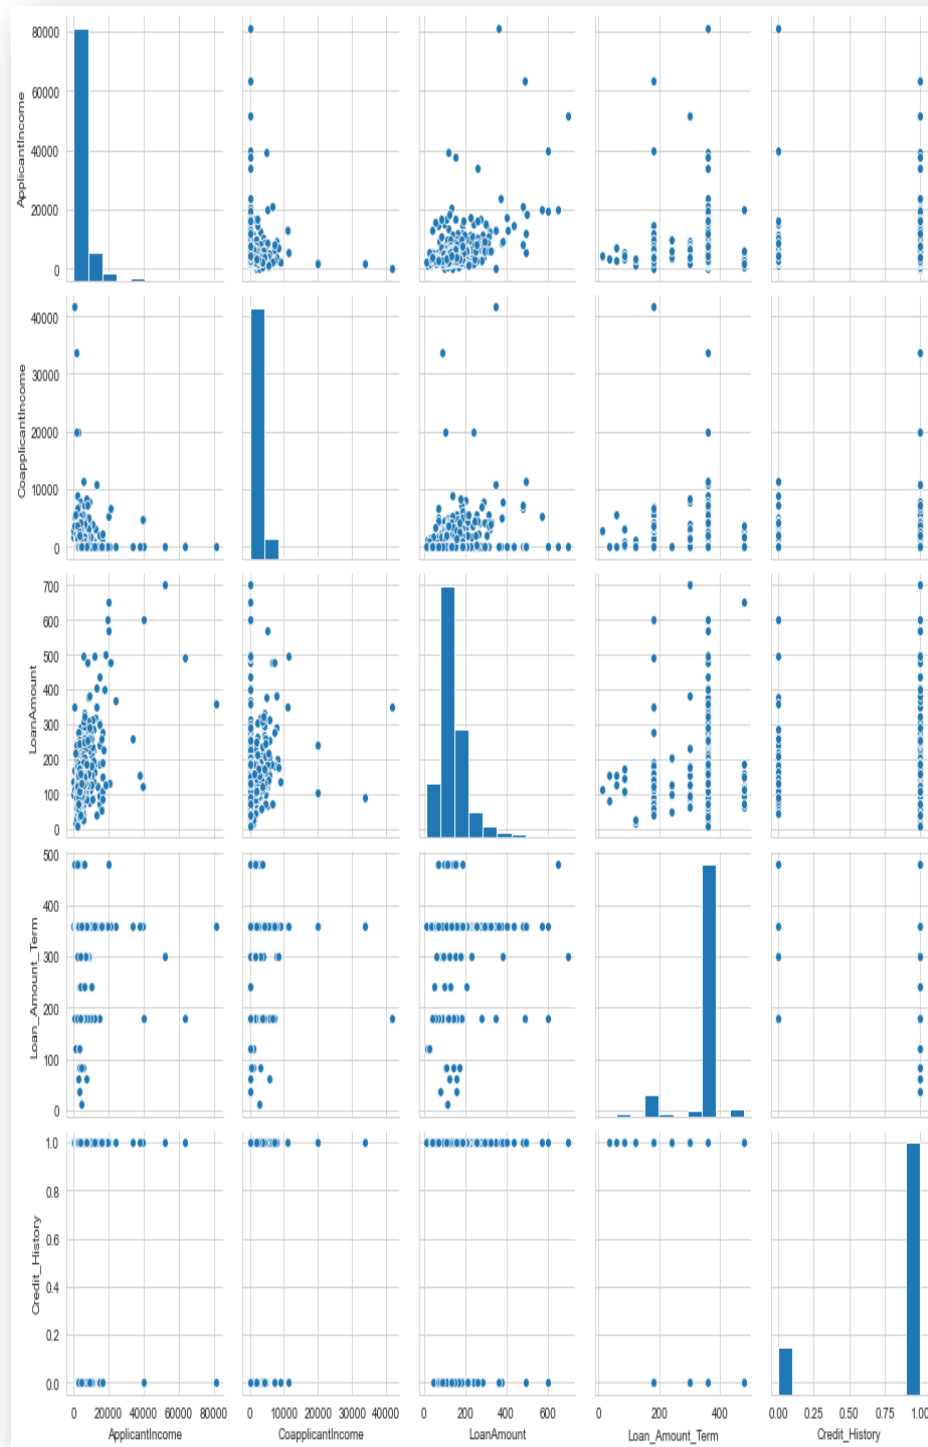 80000
60000
40000
20000
0
ApplicantIncome
40000
30000
20000
10000
0
CoapplicantIncome
700
600
500
400
300
200
100
0
LoanAmount
500
400
300
200
100
0
Loan_Amount_Term
1.0
0.8
0.6
0.4
0.2
0.0
Credit_History
0 20000 40000 60000 80000
0 10000 20000 30000 40000
0 200 400 600
0 200 400
0.00 0.25 0.50 0.75 1.00
ApplicantIncome
CoapplicantIncome
LoanAmount
Loan_Amount_Term
Credit_History